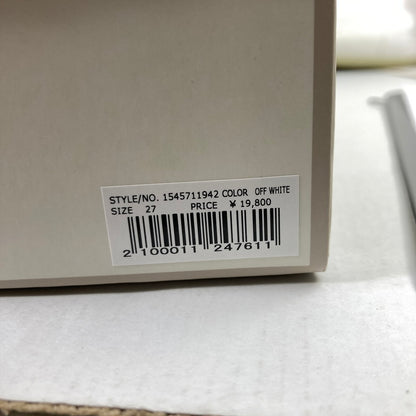 STYLE/NO. 1545711942 COLOR OFF WHITE
SIZE 27 PRICE ¥ 19,800
2 100011 247611